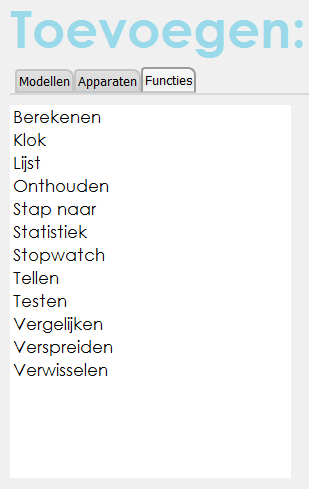 Toevoegen:
Modellen Apparaten Functies
Berekenen
Klok
Lijst
Onthouden
Stap naar
Statistiek
Stopwatch
Tellen
Testen
Vergelijken
Verspreiden
Verwisselen